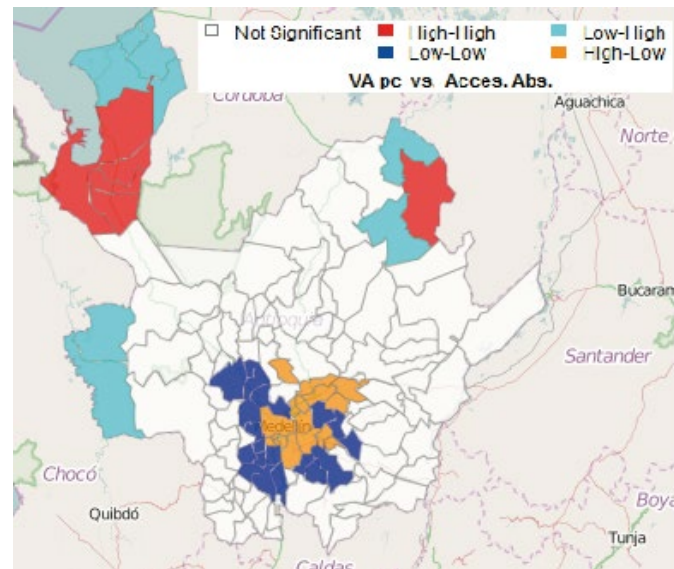 Not Significant High-High Low-High
Low-Low High-Low
VA pc vs. Acces. Abs.
Córdoba
Aguachica
Norte
Antioquia
Bucaram
Santander
Medellín
Chocó
Quibdó
Boya
Tunja
Caldas